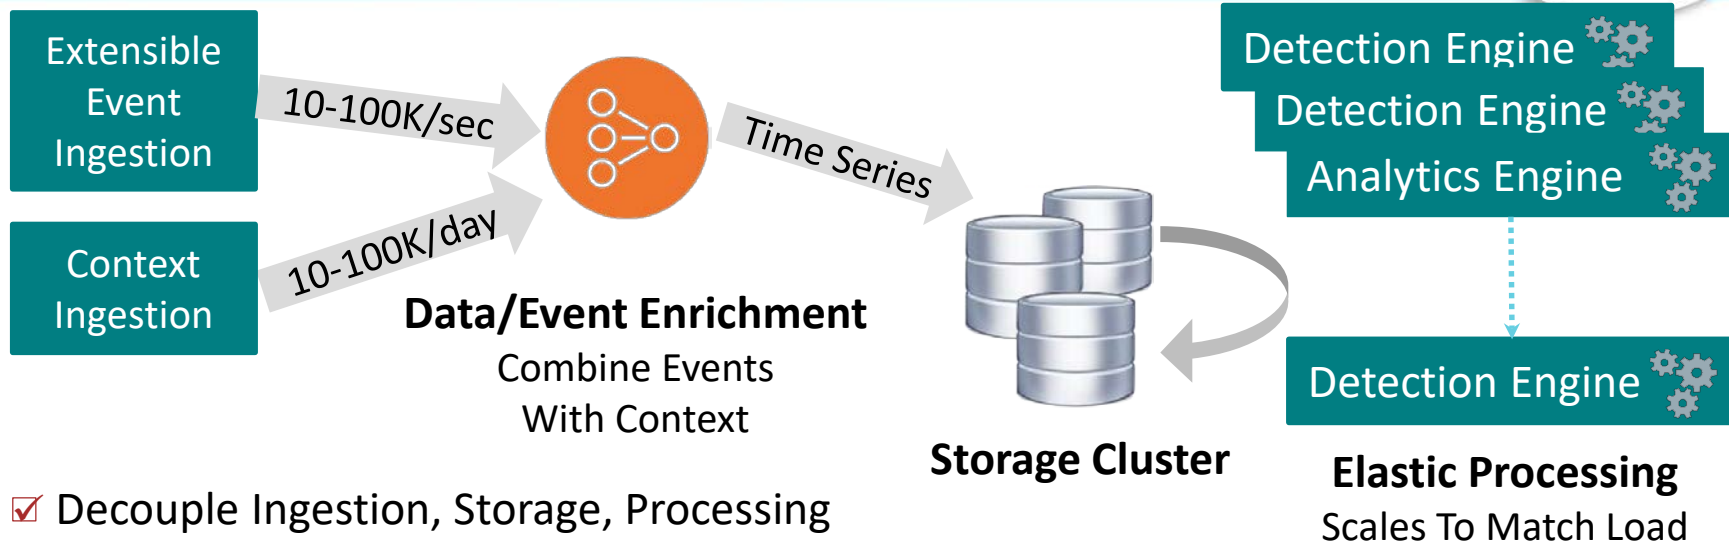 Extensible
Event
Ingestion
10-100K/sec
Context
Ingestion
10-100K/day
Data/Event Enrichment
Combine Events
With Context
Time Series
Storage Cluster
Detection Engine
Detection Engine
Analytics Engine
Detection Engine
Elastic Processing
Scales To Match Load
Decouple Ingestion, Storage, Processing